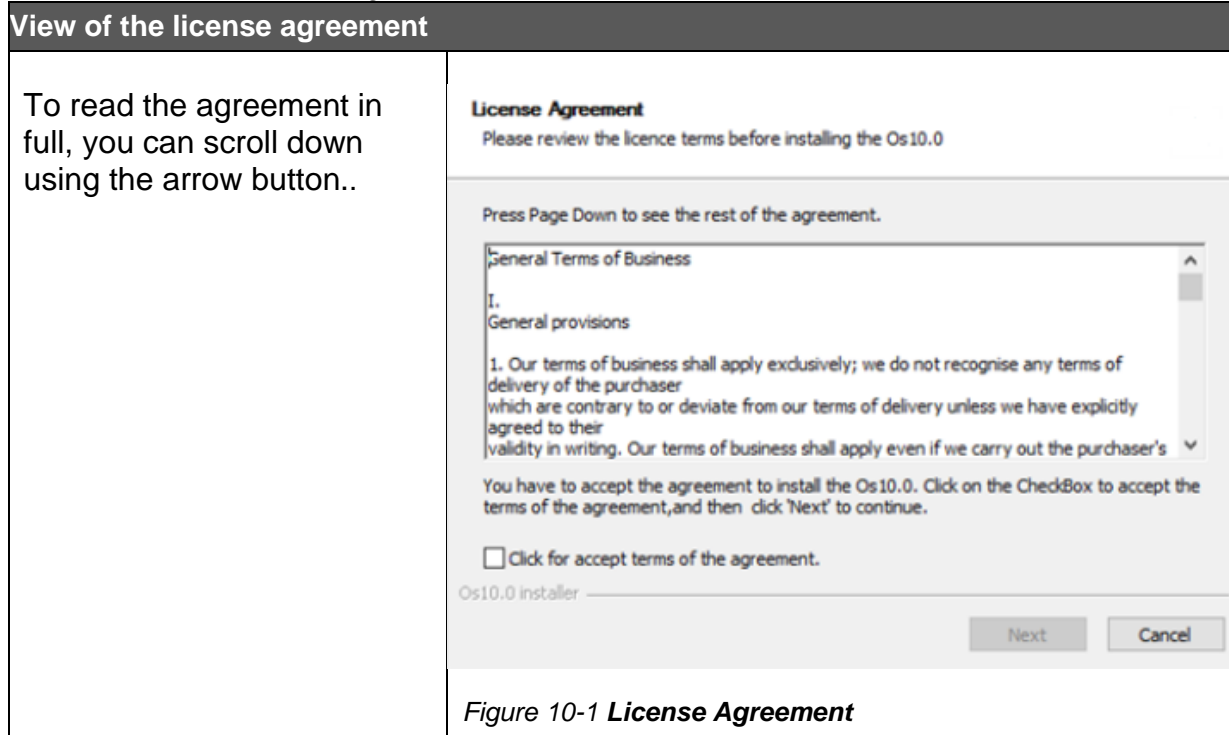 View of the license agreement
To read the agreement in
full, you can scroll down
using the arrow button..
License Agreement
Please review the licence terms before installing the Os10.0
Press Page Down to see the rest of the agreement.
General Terms of Business
I.
General provisions
1. Our terms of business shall apply exclusively; we do not recognise any terms of
delivery of the purchaser
which are contrary to or deviate from our terms of delivery unless we have explicitly
agreed to their
validity in writing. Our terms of business shall apply even if we carry out the purchaser's
You have to accept the agreement to install the Os10.0. Click on the CheckBox to accept the
terms of the agreement,and then click 'Next' to continue.
Click for accept terms of the agreement.
Os10.0 installer
Next Cancel
Figure 10-1 License Agreement